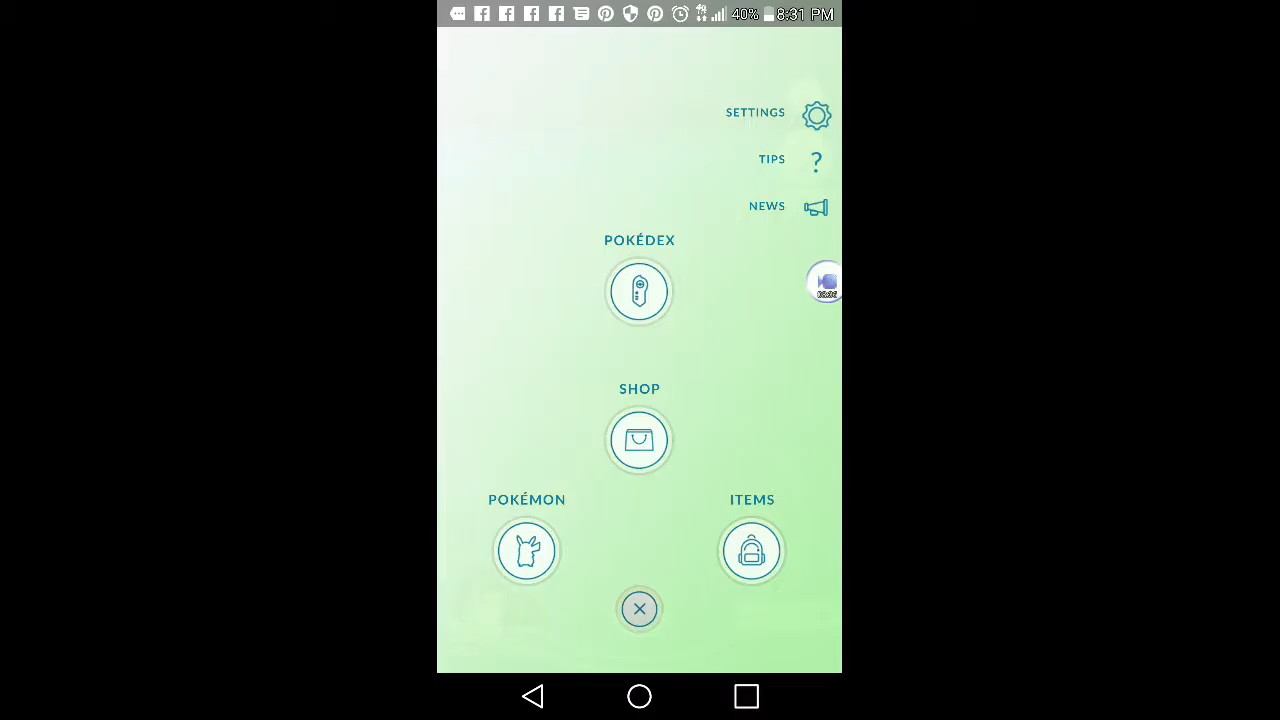 40% 8:31 PM
SETTINGS
TIPS ?
NEWS
POKÉDEX
SHOP
POKÉMON ITEMS